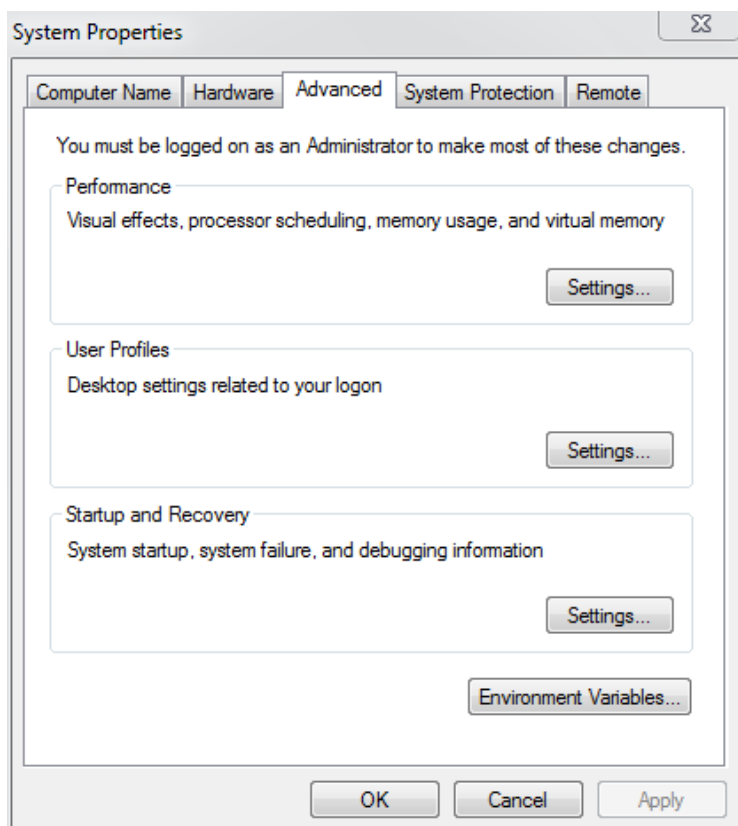 System Properties
Computer Name Hardware Advanced System Protection Remote
You must be logged on as an Administrator to make most of these changes.
Performance
Visual effects, processor scheduling, memory usage, and virtual memory
Settings...
User Profiles
Desktop settings related to your logon
Settings...
Startup and Recovery
System startup, system failure, and debugging information
Settings...
Environment Variables...
OK Cancel Apply